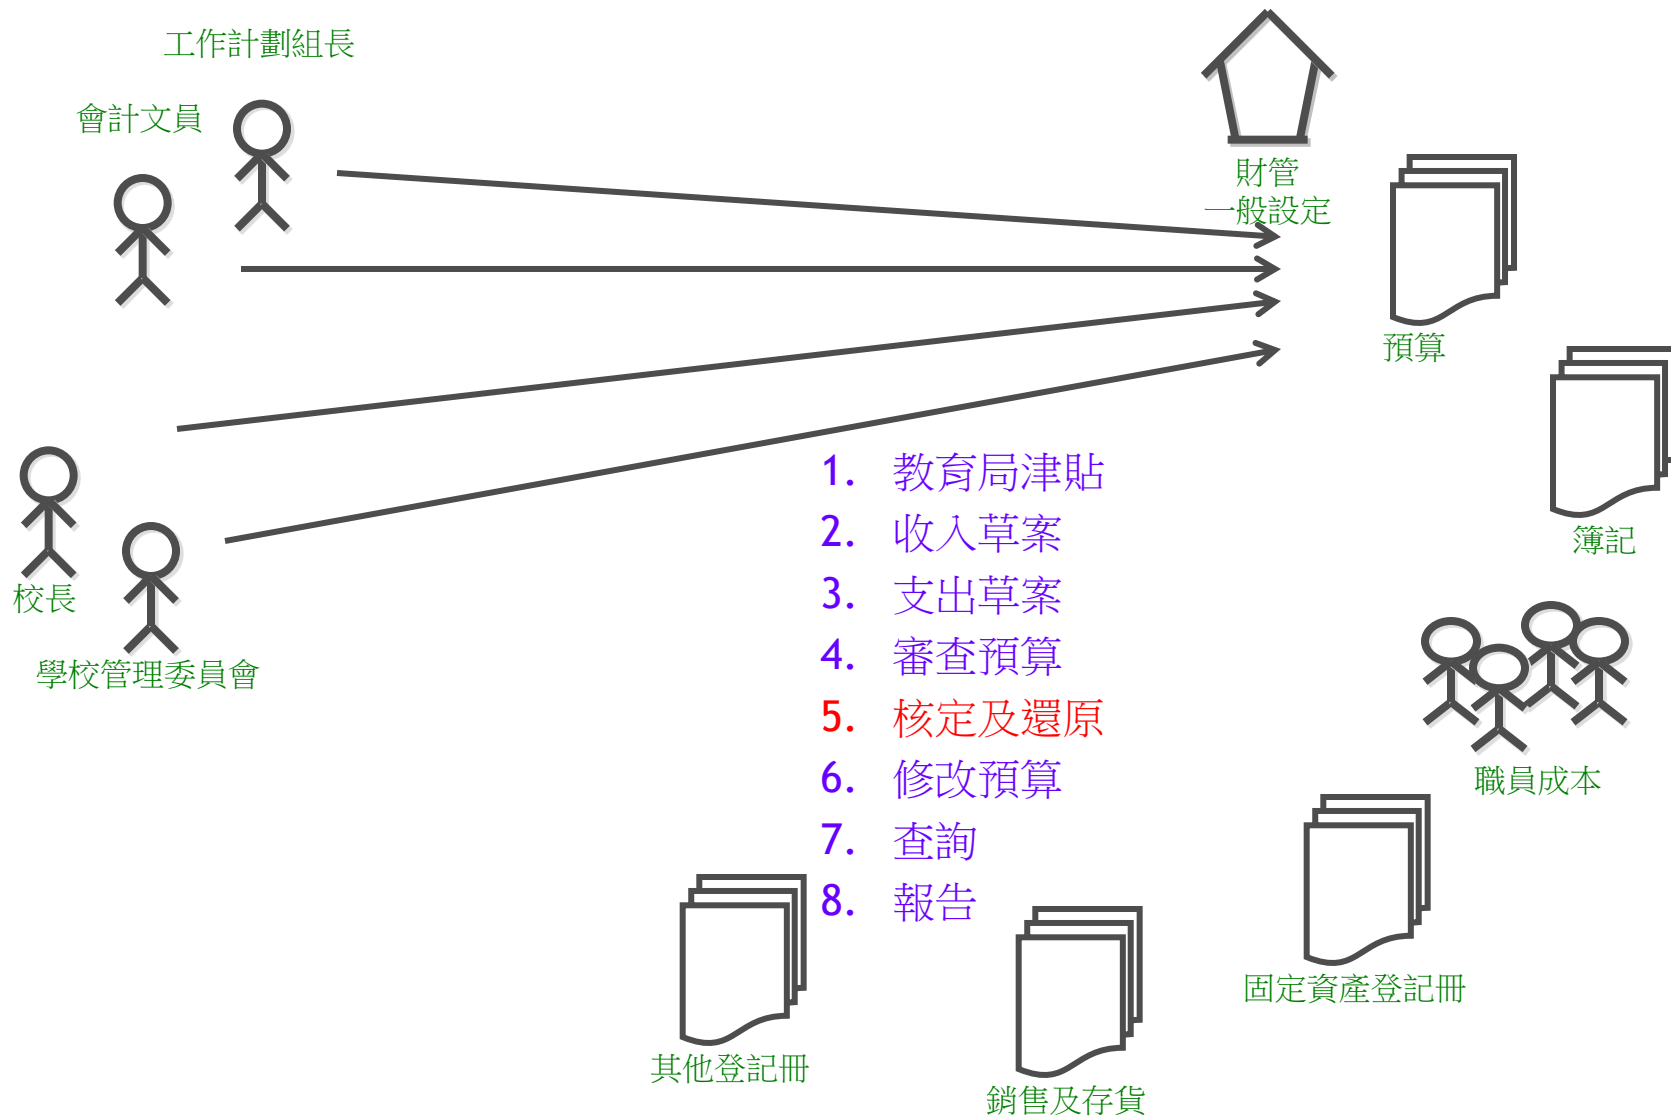 工作計劃組長
會計文員
財管
一般設定
預算
簿記
校長
學校管理委員會
1. 教育局津貼
2. 收入草案
3. 支出草案
4. 審查預算
5. 核定及還原
6. 修改預算
7. 查詢
8. 報告
職員成本
固定資產登記冊
其他登記冊
銷售及存貨